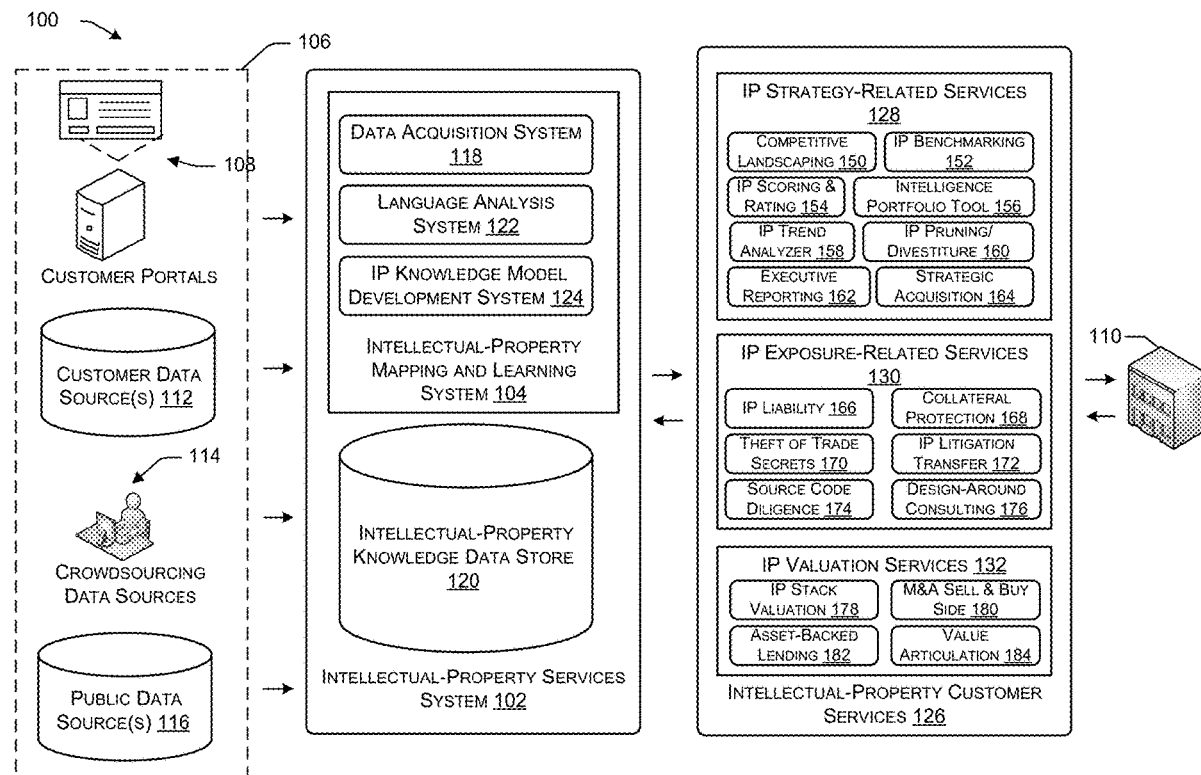 100
106
108
CUSTOMER PORTALS
CUSTOMER DATA
SOURCE(S) 112
114
CROWDSOURCING
DATA SOURCES
PUBLIC DATA
SOURCE(S) 116
DATA ACQUISITION SYSTEM
118
LANGUAGE ANALYSIS
SYSTEM 122
IP KNOWLEDGE MODEL
DEVELOPMENT SYSTEM 124
INTELLECTUAL-PROPERTY
MAPPING AND LEARNING
SYSTEM 104
INTELLECTUAL-PROPERTY
KNOWLEDGE DATA STORE
120
INTELLECTUAL-PROPERTY SERVICES
SYSTEM 102
IP STRATEGY-RELATED SERVICES
128
COMPETITIVE
LANDSCAPING 150
IP BENCHMARKING
152
IP SCORING &
RATING 154
INTELLIGENCE
PORTFOLIO TOOL 156
IP TREND
ANALYZER 158
IP PRUNING/
DIVESTITURE 160
EXECUTIVE
REPORTING 162
STRATEGIC
ACQUISITION 164
IP EXPOSURE-RELATED SERVICES
130
IP LIABILITY 166
COLLATERAL
PROTECTION 168
THEFT OF TRADE
SECRETS 170
IP LITIGATION
TRANSFER 172
SOURCE CODE
DILIGENCE 174
DESIGN-AROUND
CONSULTING 176
IP VALUATION SERVICES 132
IP STACK
VALUATION 178
M&A SELL & BUY
SIDE 180
ASSET-BACKED
LENDING 182
VALUE
ARTICULATION 184
INTELLECTUAL-PROPERTY CUSTOMER
SERVICES 126
110